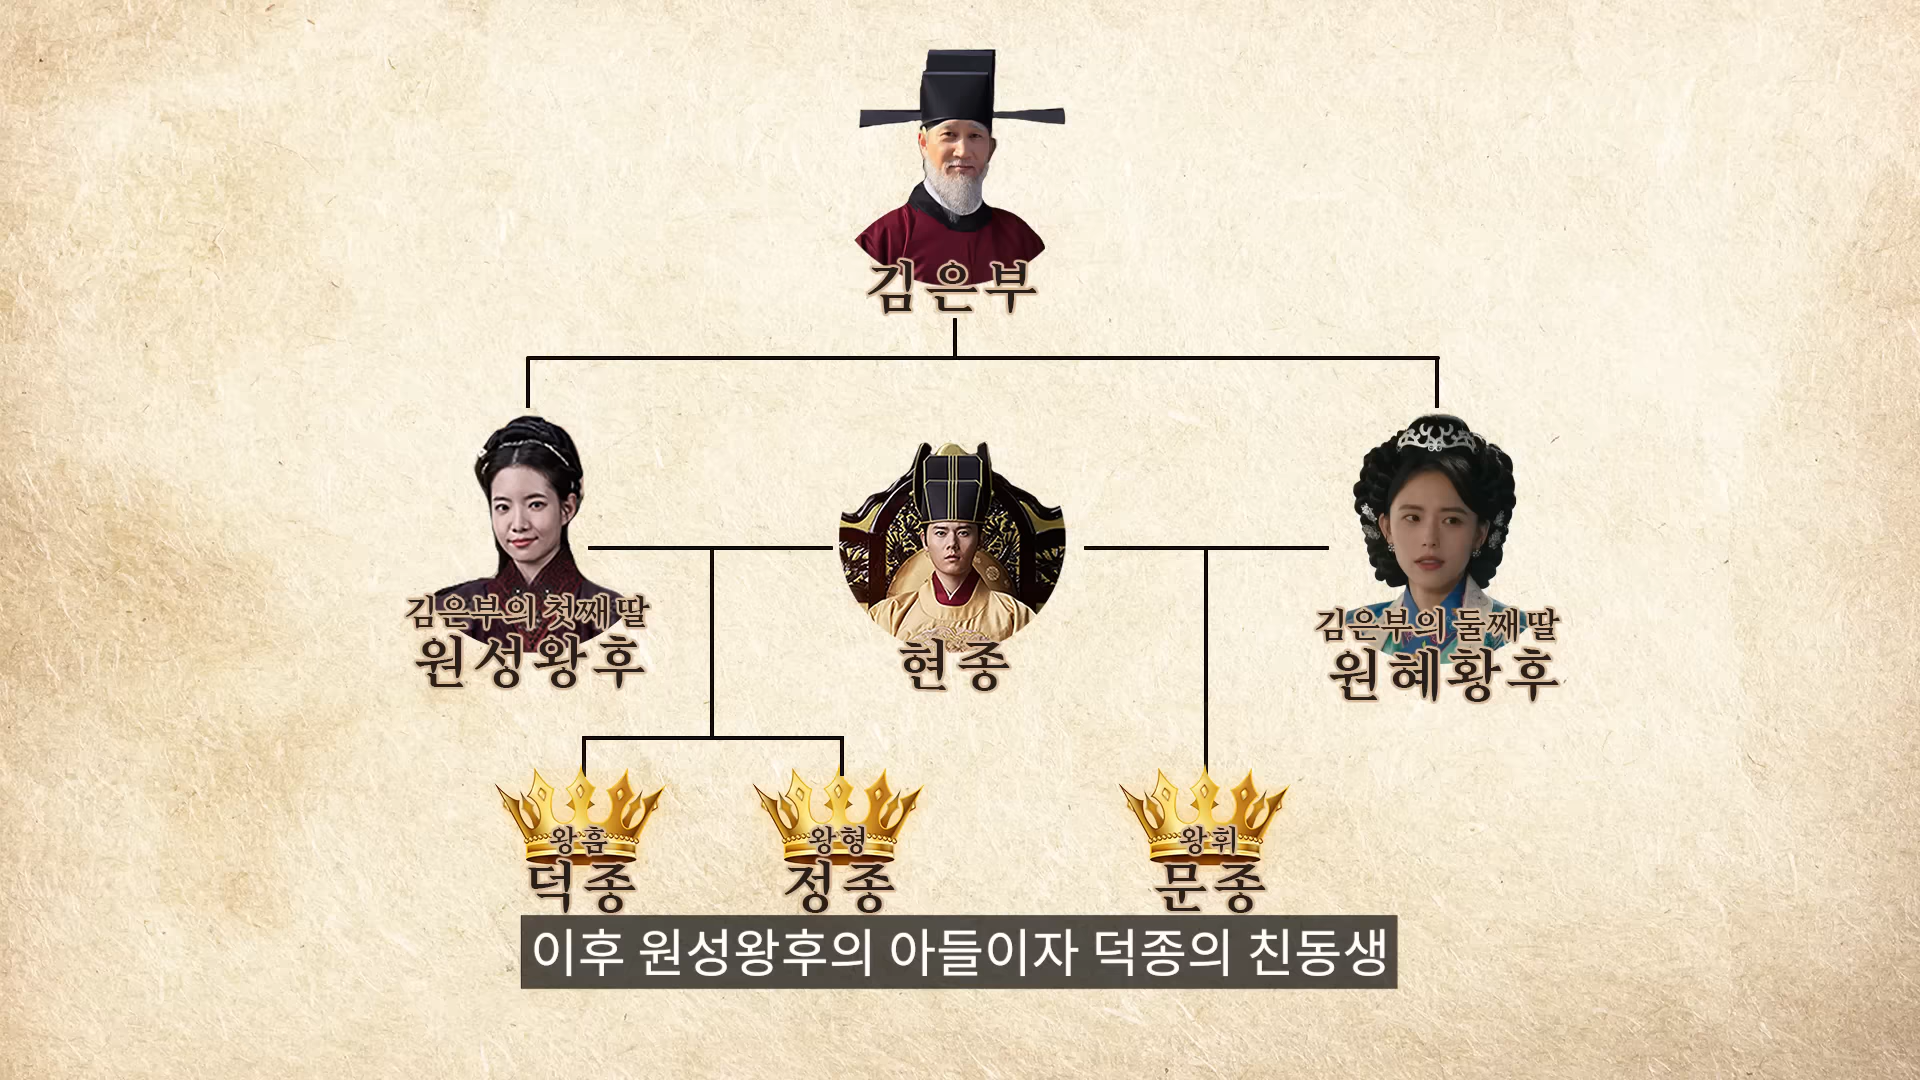 김은부
김은부의 첫째 딸
원성왕후
현종
김은부의 둘째 딸
원혜황후
왕흠
덕종
왕형
정종
왕휘
문종
이후 원성왕후의 아들이자 덕종의 친동생